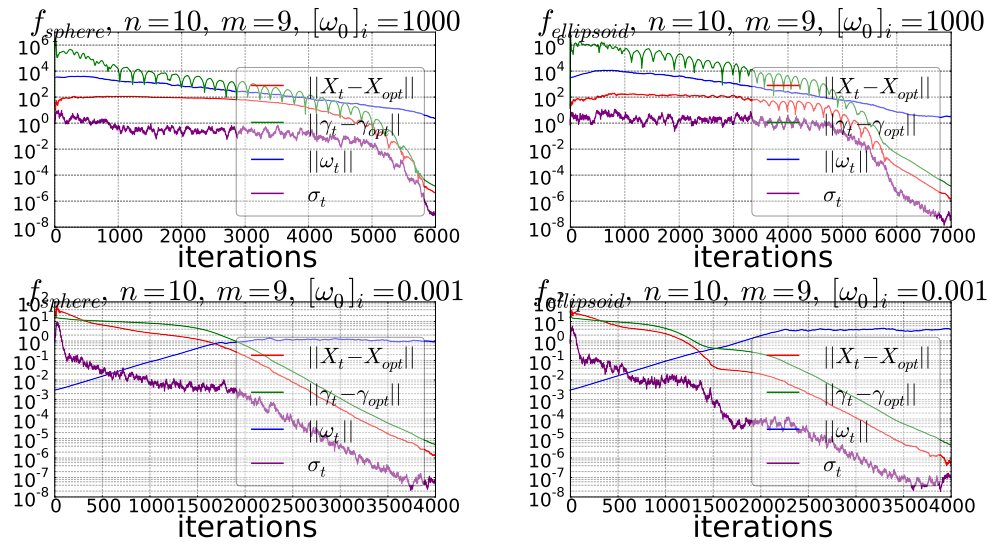 f_sphere, n=10, m=9, [ω_0]_i=1000
10^6
10^4
10^2
10^0
10^-2
10^-4
10^-6
10^-8
||X_t−X_opt||
||γ_t−γ_opt||
||ω_t||
σ_t
0 1000 2000 3000 4000 5000 6000
iterations
f_ellipsoid, n=10, m=9, [ω_0]_i=1000
10^6
10^4
10^2
10^0
10^-2
10^-4
10^-6
10^-8
||X_t−X_opt||
||γ_t−γ_opt||
||ω_t||
σ_t
0 1000 2000 3000 4000 5000 6000 7000
iterations
f_sphere, n=10, m=9, [ω_0]_i=0.001
10^2
10^1
10^0
10^-1
10^-2
10^-3
10^-4
10^-5
10^-6
10^-7
10^-8
||X_t−X_opt||
||γ_t−γ_opt||
||ω_t||
σ_t
0 500 1000 1500 2000 2500 3000 3500 4000
iterations
f_ellipsoid, n=10, m=9, [ω_0]_i=0.001
10^2
10^1
10^0
10^-1
10^-2
10^-3
10^-4
10^-5
10^-6
10^-7
10^-8
||X_t−X_opt||
||γ_t−γ_opt||
||ω_t||
σ_t
0 500 1000 1500 2000 2500 3000 3500 4000
iterations